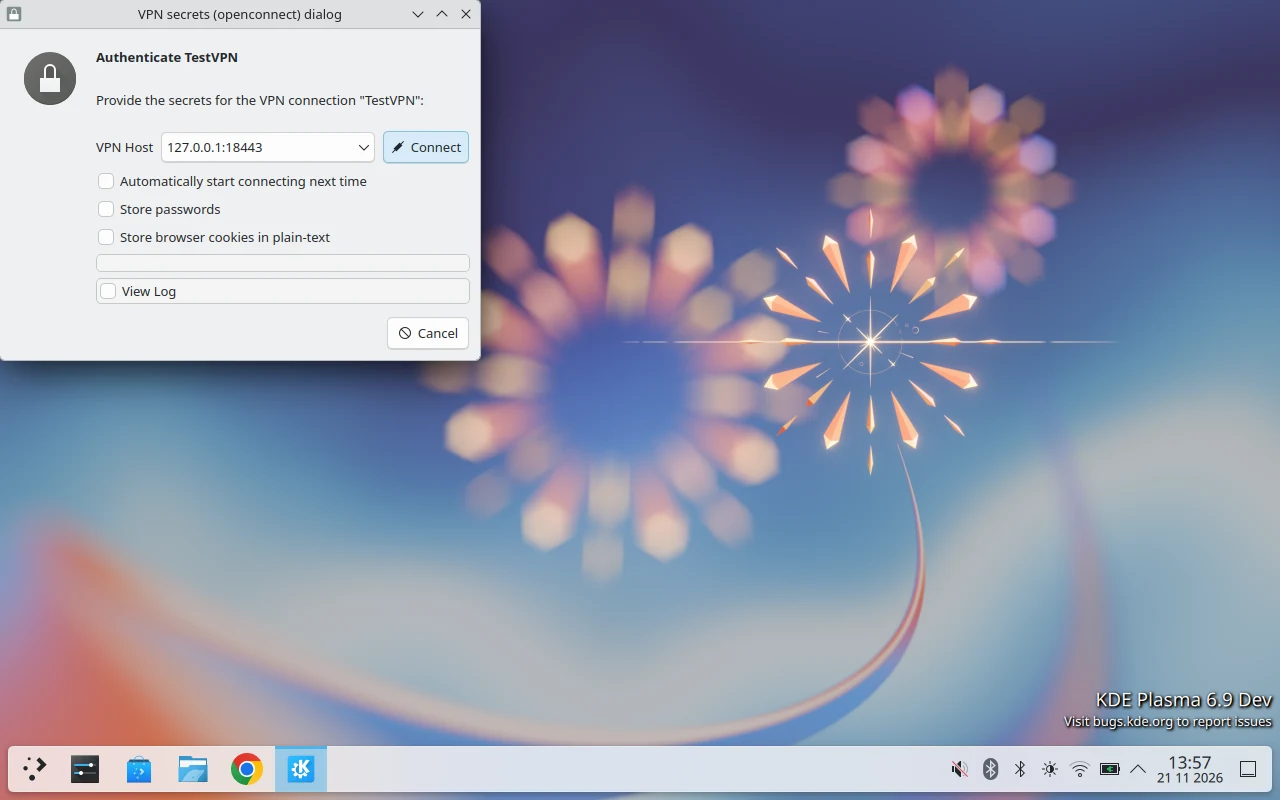 VPN secrets (openconnect) dialog
Authenticate TestVPN
Provide the secrets for the VPN connection "TestVPN":
VPN Host 127.0.0.1:18443 Connect
Automatically start connecting next time
Store passwords
Store browser cookies in plain-text
View Log
Cancel
KDE Plasma 6.9 Dev
Visit bugs.kde.org to report issues
13:57
21 11 2026